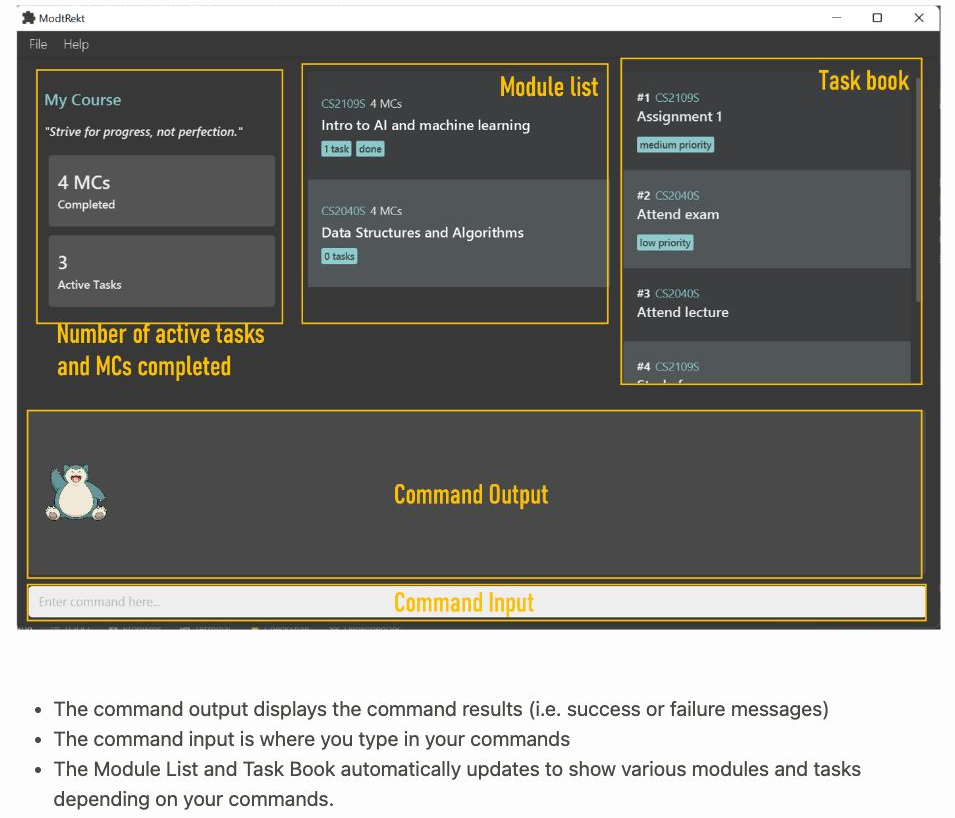 ModtRekt
File Help
My Course
"Strive for progress, not perfection."
4 MCs
Completed
3
Active Tasks
Number of active tasks
and MCs completed
Module list
CS2109S 4 MCs
Intro to AI and machine learning
1 task done
CS2040S 4 MCs
Data Structures and Algorithms
0 tasks
Task book
#1 CS2109S
Assignment 1
medium priority
#2 CS2040S
Attend exam
low priority
#3 CS2040S
Attend lecture
#4 CS2109S
Command Output
Enter command here...
Command Input
• The command output displays the command results (i.e. success or failure messages)
• The command input is where you type in your commands
• The Module List and Task Book automatically updates to show various modules and tasks
depending on your commands.